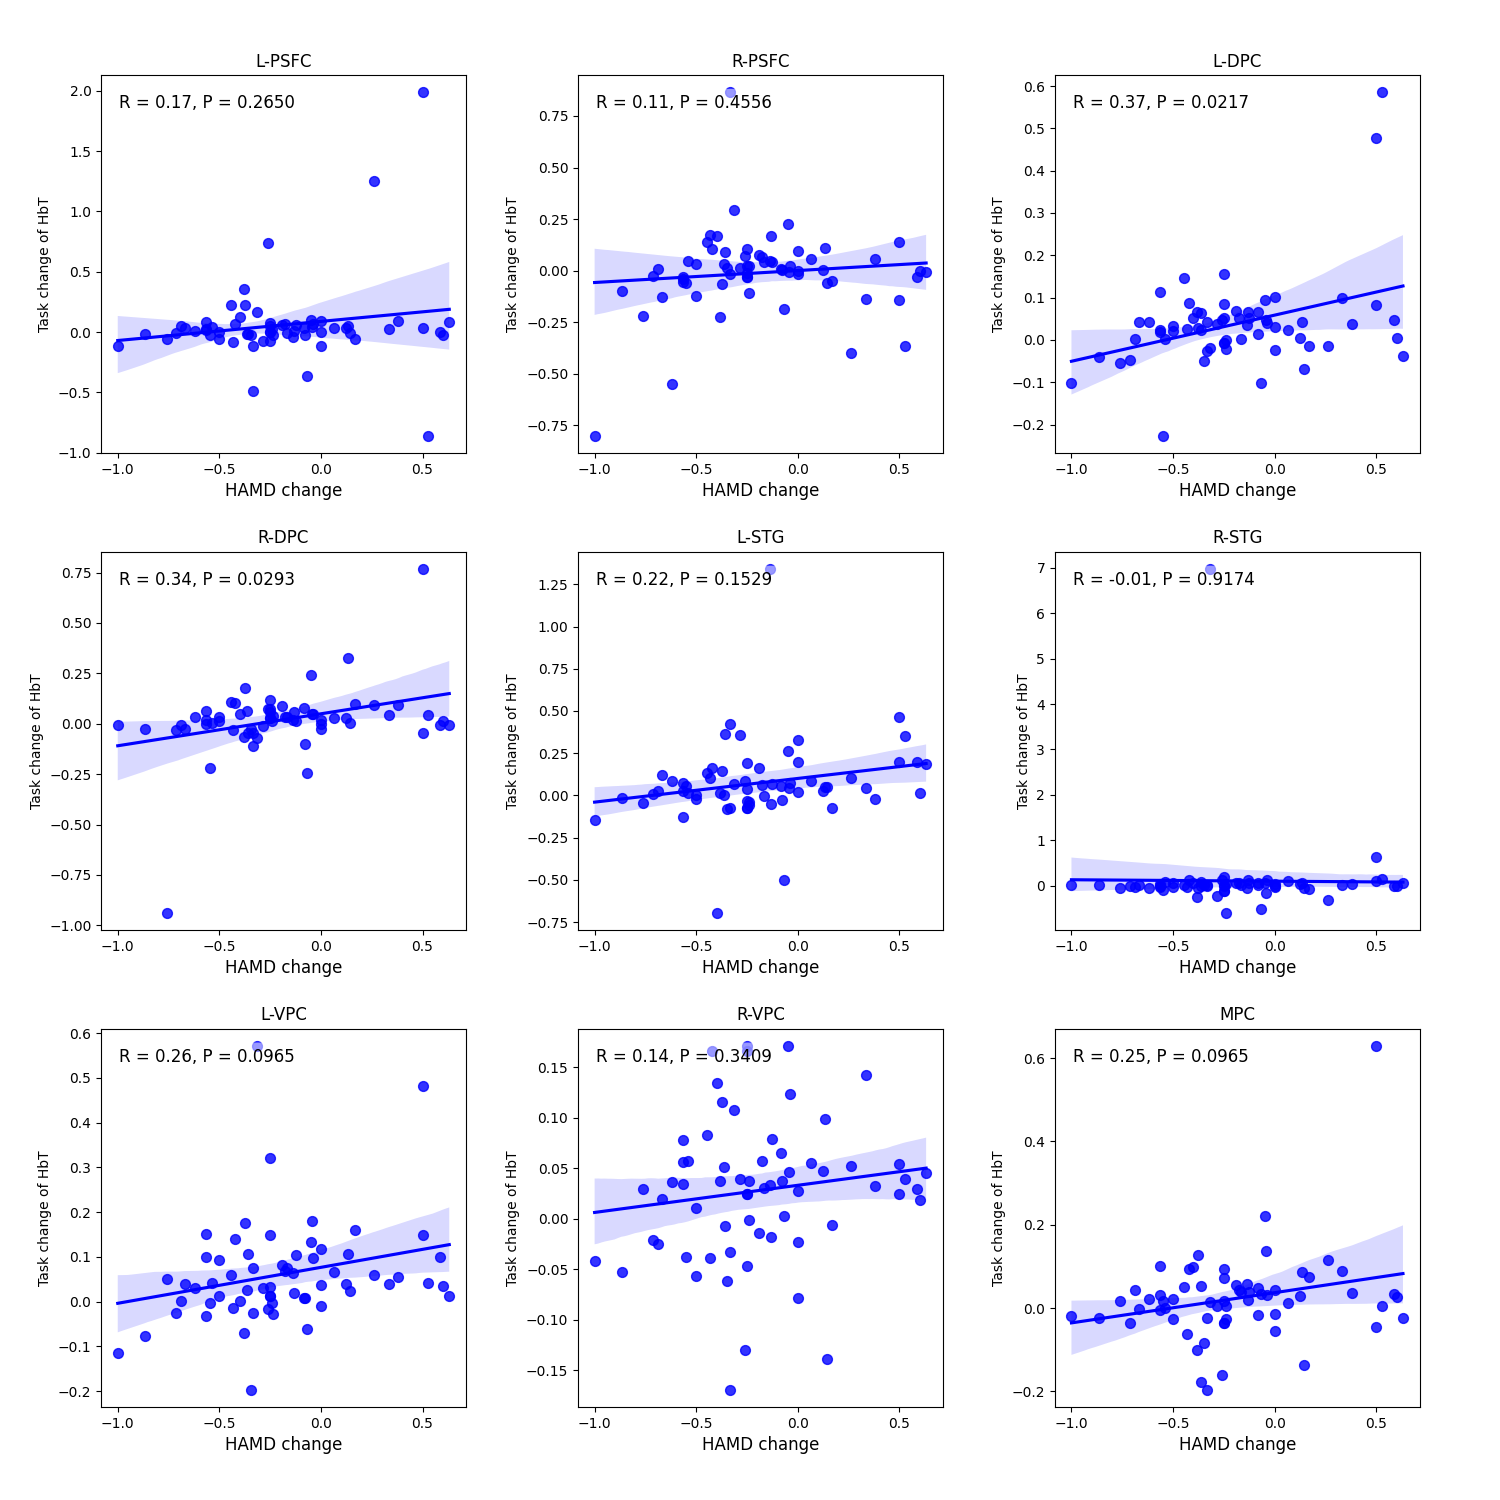 L-PSFC
R = 0.17, P = 0.2650
2.0
1.5
1.0
0.5
0.0
−0.5
−1.0
Task change of HbT
−1.0 −0.5 0.0 0.5
HAMD change
R-PSFC
R = 0.11, P = 0.4556
0.75
0.50
0.25
0.00
−0.25
−0.50
−0.75
Task change of HbT
−1.0 −0.5 0.0 0.5
HAMD change
L-DPC
R = 0.37, P = 0.0217
0.6
0.5
0.4
0.3
0.2
0.1
0.0
−0.1
−0.2
Task change of HbT
−1.0 −0.5 0.0 0.5
HAMD change
R-DPC
R = 0.34, P = 0.0293
0.75
0.50
0.25
0.00
−0.25
−0.50
−0.75
−1.00
Task change of HbT
−1.0 −0.5 0.0 0.5
HAMD change
L-STG
R = 0.22, P = 0.1529
1.25
1.00
0.75
0.50
0.25
0.00
−0.25
−0.50
−0.75
Task change of HbT
−1.0 −0.5 0.0 0.5
HAMD change
R-STG
R = -0.01, P = 0.9174
7
6
5
4
3
2
1
0
Task change of HbT
−1.0 −0.5 0.0 0.5
HAMD change
L-VPC
R = 0.26, P = 0.0965
0.6
0.5
0.4
0.3
0.2
0.1
0.0
−0.1
−0.2
Task change of HbT
−1.0 −0.5 0.0 0.5
HAMD change
R-VPC
R = 0.14, P = 0.3409
0.15
0.10
0.05
0.00
−0.05
−0.10
−0.15
Task change of HbT
−1.0 −0.5 0.0 0.5
HAMD change
MPC
R = 0.25, P = 0.0965
0.6
0.4
0.2
0.0
−0.2
Task change of HbT
−1.0 −0.5 0.0 0.5
HAMD change